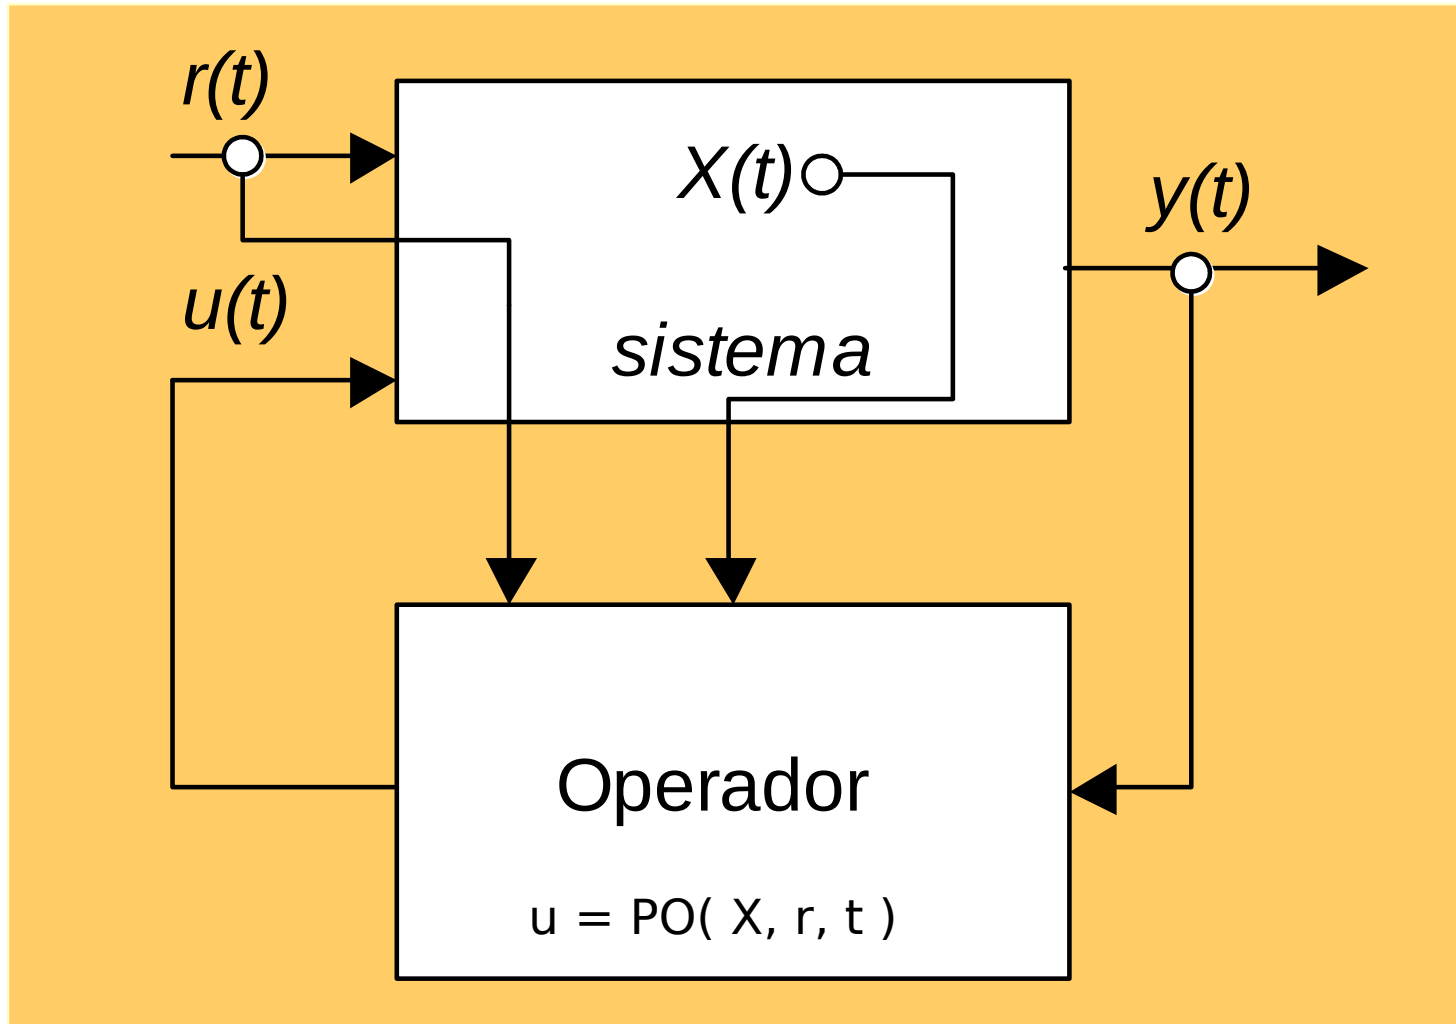 r(t)
X(t)
y(t)
u(t)
sistema
Operador
u = PO( X, r, t )